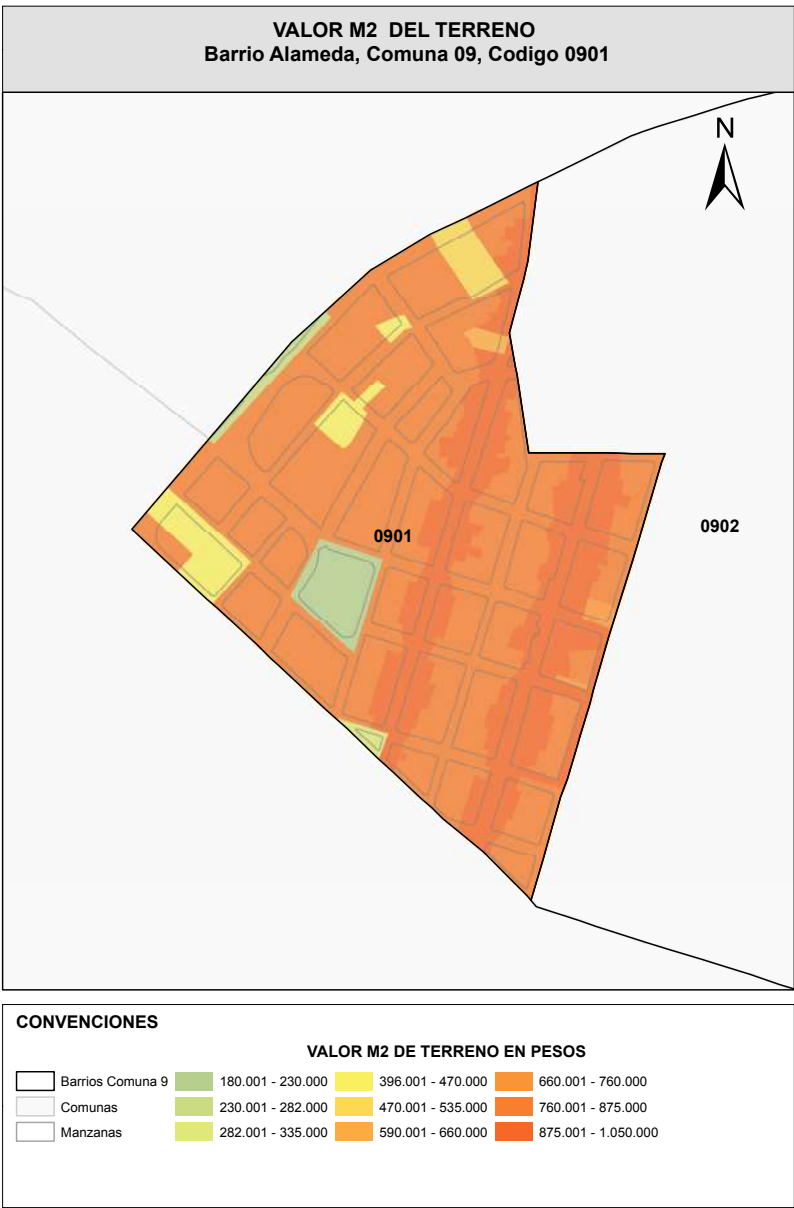 VALOR M2 DEL TERRENO
Barrio Alameda, Comuna 09, Codigo 0901
N
0901
0902
CONVENCIONES
VALOR M2 DE TERRENO EN PESOS
Barrios Comuna 9
180.001 - 230.000
396.001 - 470.000
660.001 - 760.000
Comunas
230.001 - 282.000
470.001 - 535.000
760.001 - 875.000
Manzanas
282.001 - 335.000
590.001 - 660.000
875.001 - 1.050.000